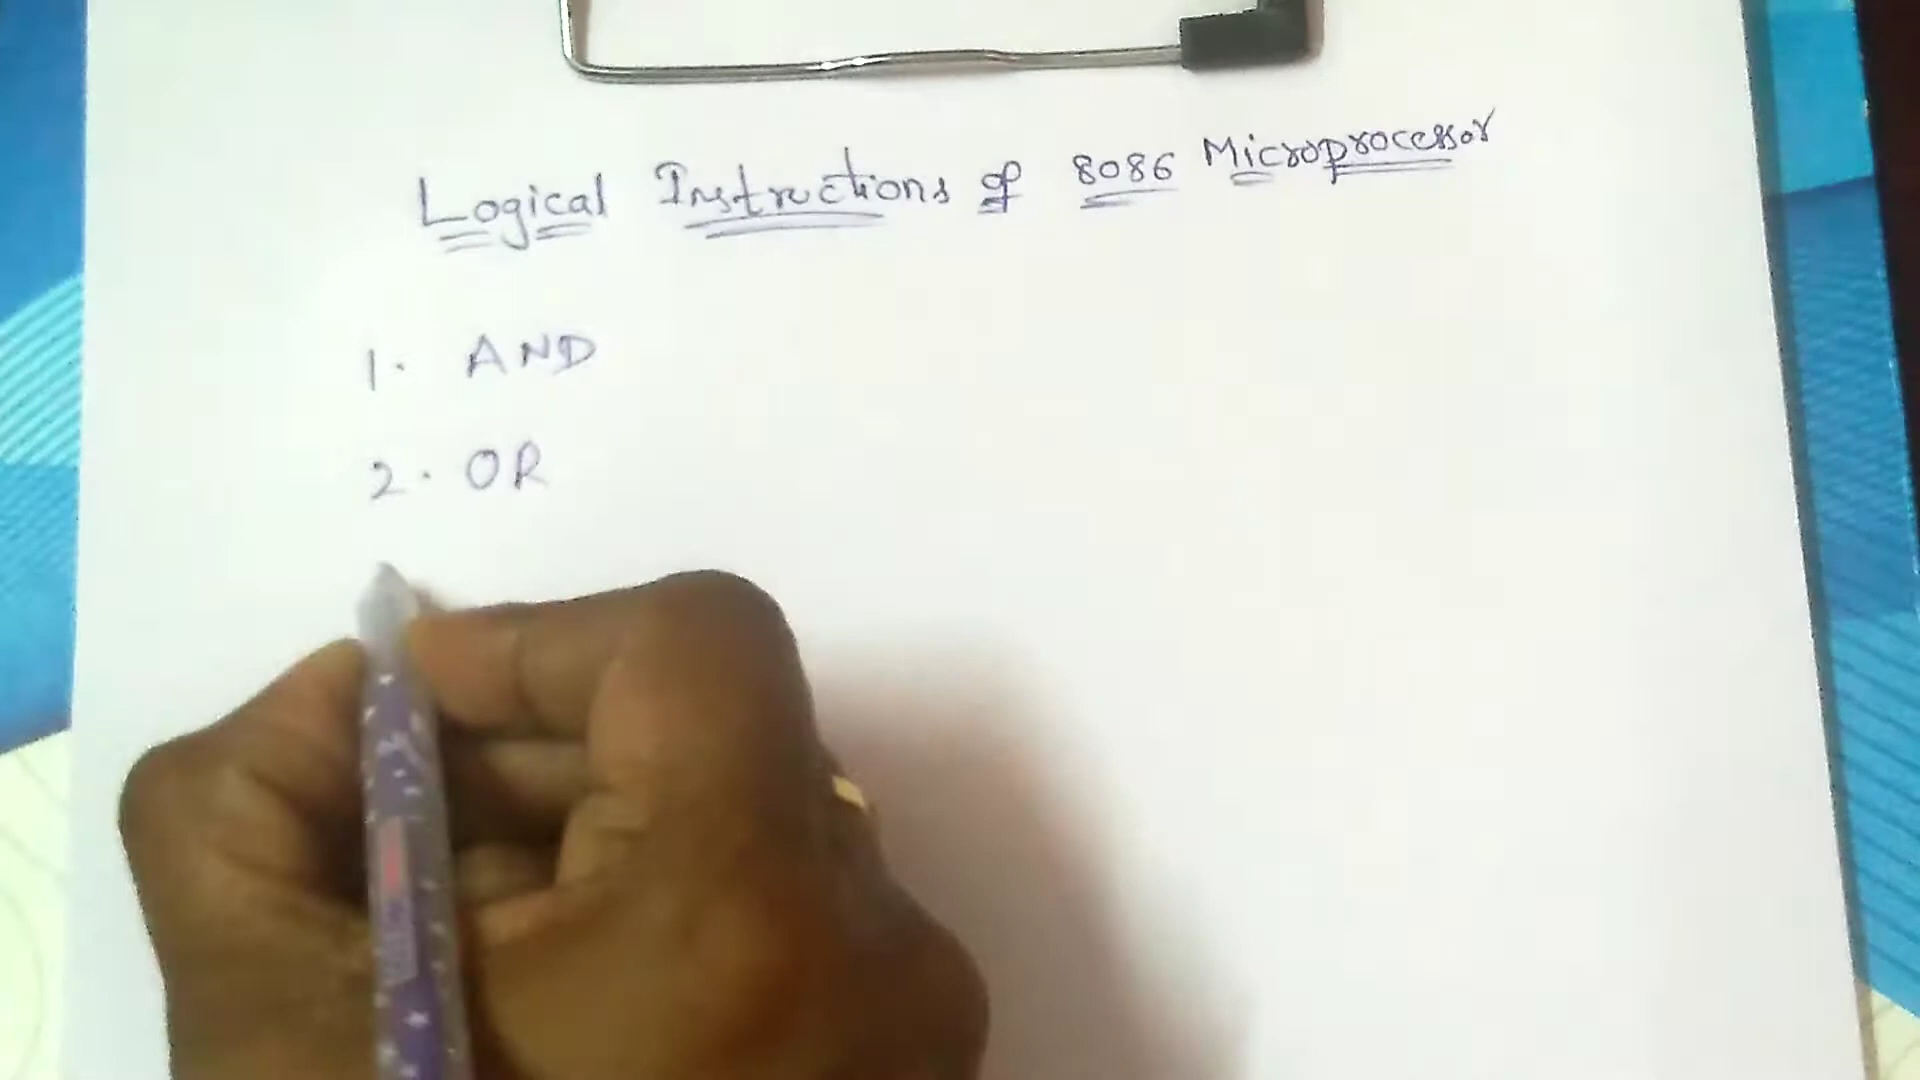 Logical Instructions of 8086 Microprocessor
1. AND
2. OR